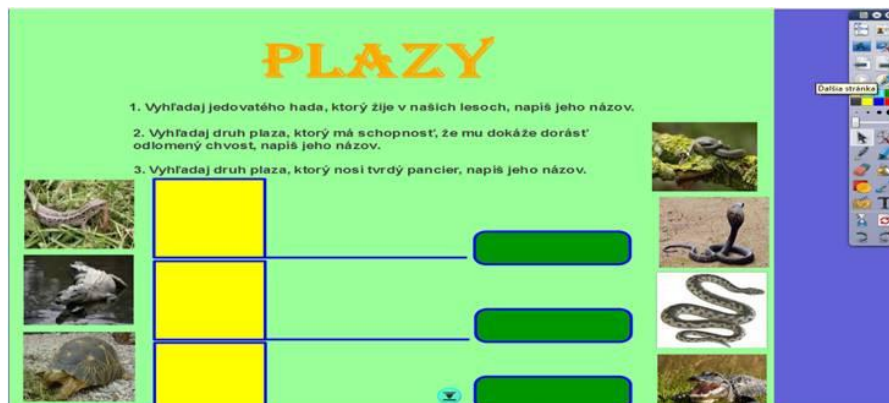 PLAZY
1. Vyhľadaj jedovatého hada, ktorý žije v našich lesoch, napíš jeho názov.
2. Vyhľadaj druh plaza, ktorý má schopnosť, že mu dokáže dorásť
odlomený chvost, napíš jeho názov.
3. Vyhľadaj druh plaza, ktorý nosí tvrdý pancier, napíš jeho názov.
Ďalšia stránka